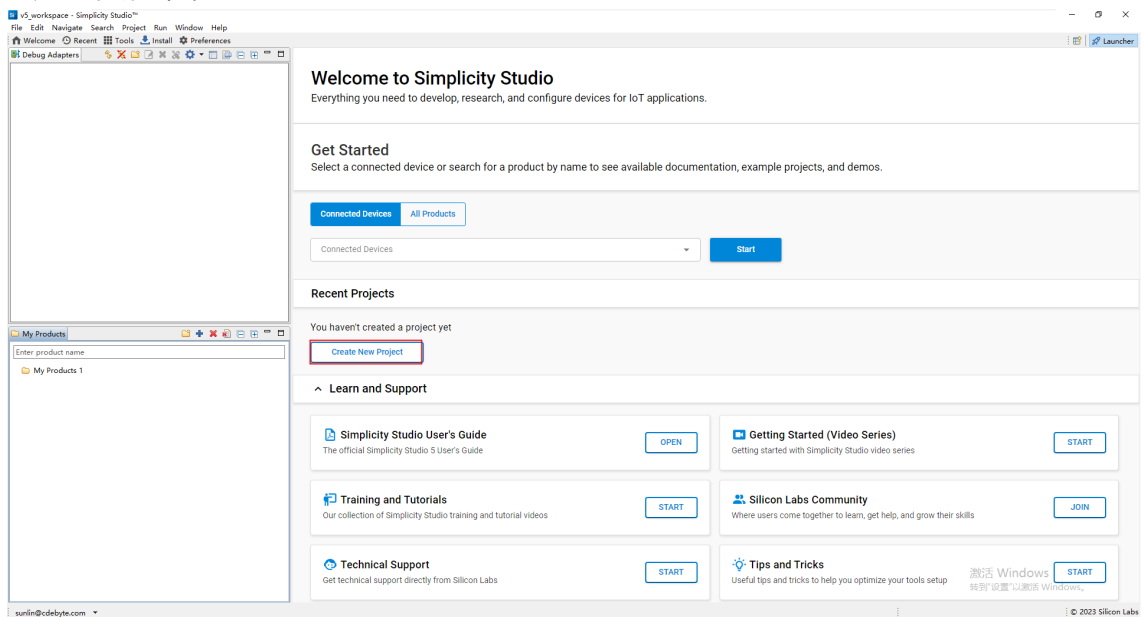 v5_workspace - Simplicity Studio™
File Edit Navigate Search Project Run Window Help
Welcome Recent Tools Install Preferences
Launcher
Debug Adapters
Welcome to Simplicity Studio
Everything you need to develop, research, and configure devices for IoT applications.
Get Started
Select a connected device or search for a product by name to see available documentation, example projects, and demos.
Connected Devices All Products
Connected Devices
Start
Recent Projects
You haven't created a project yet
Create New Project
My Products
Enter product name
My Products 1
Learn and Support
Simplicity Studio User's Guide
The official Simplicity Studio 5 User's Guide
OPEN
Getting Started (Video Series)
Getting started with Simplicity Studio video series
START
Training and Tutorials
Our collection of Simplicity Studio training and tutorial videos
START
Silicon Labs Community
Where users come together to learn, get help, and grow their skills
JOIN
Technical Support
Get technical support directly from Silicon Labs
START
Tips and Tricks
Useful tips and tricks to help you optimize your tools setup
START
激活 Windows
转到"设置"以激活 Windows。
sunlin@cdebyte.com
© 2023 Silicon Labs